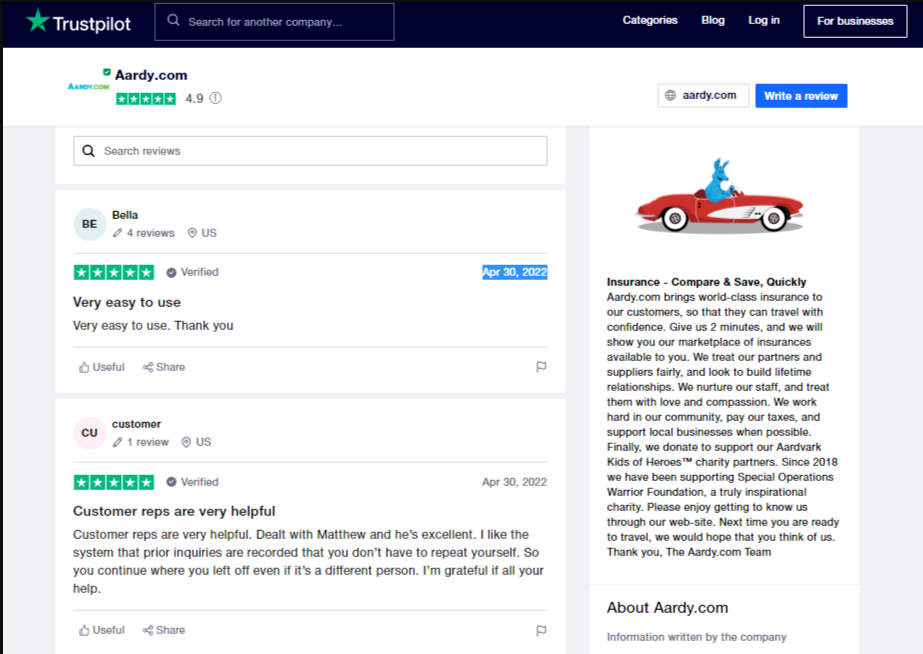 Trustpilot
Search for another company...
Categories
Blog
Log in
For businesses
AARDY.COM
Aardy.com
4.9
aardy.com
Write a review
Search reviews
BE
Bella
4 reviews
US
Verified
Apr 30, 2022
Very easy to use
Very easy to use. Thank you
Useful
Share
CU
customer
1 review
US
Verified
Apr 30, 2022
Customer reps are very helpful
Customer reps are very helpful. Dealt with Matthew and he's excellent. I like the
system that prior inquiries are recorded that you don't have to repeat yourself. So
you continue where you left off even if it's a different person. I'm grateful if all your
help.
Useful
Share
Insurance - Compare & Save, Quickly
Aardy.com brings world-class insurance to
our customers, so that they can travel with
confidence. Give us 2 minutes, and we will
show you our marketplace of insurances
available to you. We treat our partners and
suppliers fairly, and look to build lifetime
relationships. We nurture our staff, and treat
them with love and compassion. We work
hard in our community, pay our taxes, and
support local businesses when possible.
Finally, we donate to support our Aardvark
Kids of Heroes™ charity partners. Since 2018
we have been supporting Special Operations
Warrior Foundation, a truly inspirational
charity. Please enjoy getting to know us
through our web-site. Next time you are ready
to travel, we would hope that you think of us.
Thank you, The Aardy.com Team
About Aardy.com
Information written by the company